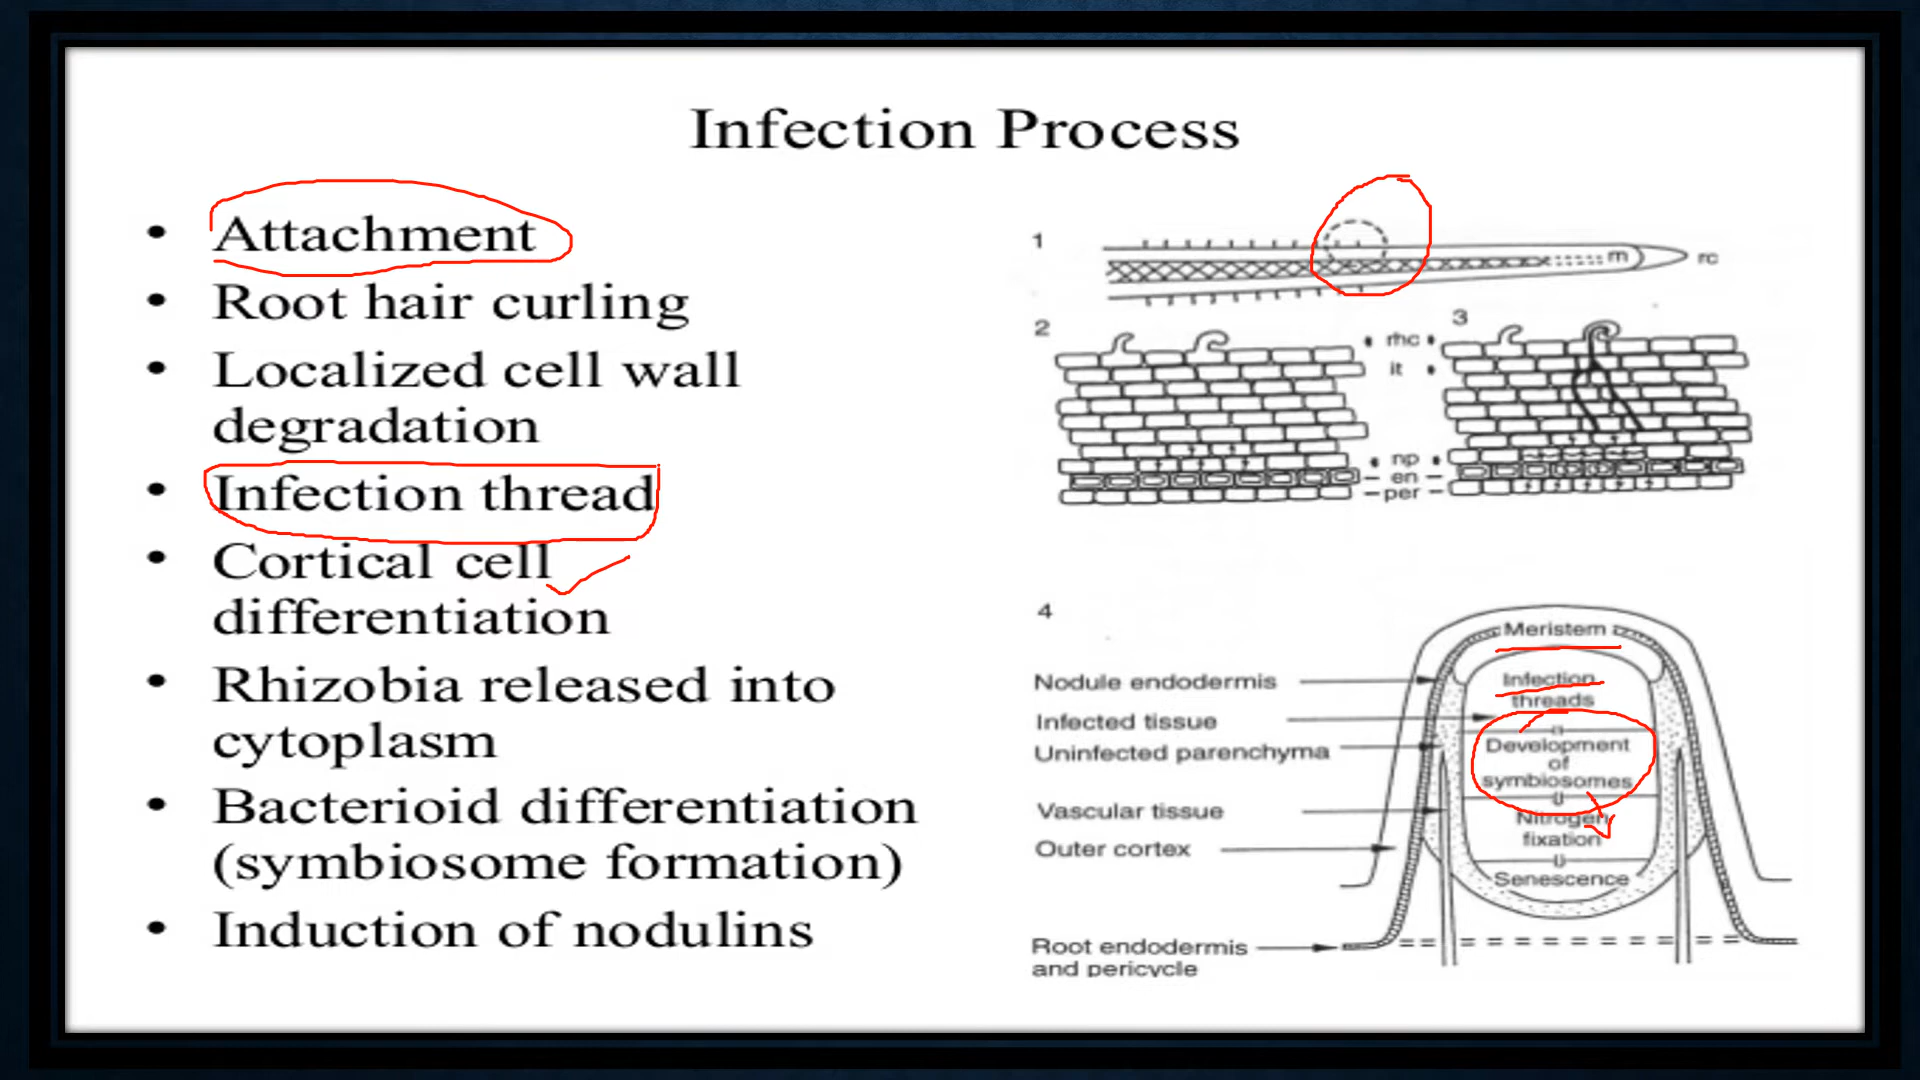 Infection Process
• Attachment
• Root hair curling
• Localized cell wall
degradation
• Infection thread
• Cortical cell
differentiation
• Rhizobia released into
cytoplasm
• Bacterioid differentiation
(symbiosome formation)
• Induction of nodulins
1
m
rc
2
3
rhc
it
np
en
per
4
Meristem
Nodule endodermis
Infection
threads
Infected tissue
Uninfected parenchyma
Development
of
symbiosomes
Vascular tissue
Nitrogen
fixation
Outer cortex
Senescence
Root endodermis
and pericycle